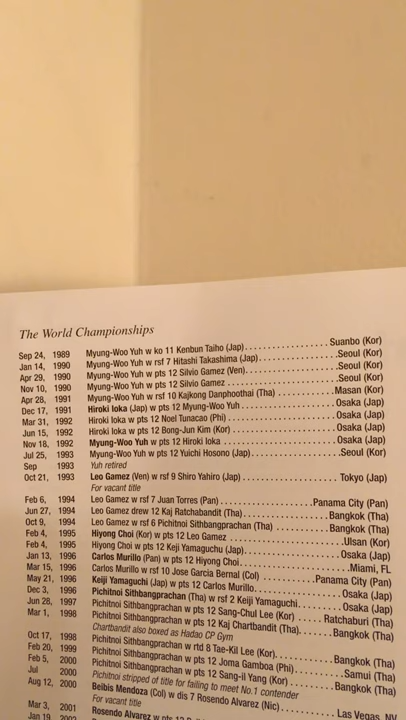 The World Championships
Sep 24, 1989 Myung-Woo Yuh w ko 11 Kenbun Taiho (Jap) Suanbo (Kor)
Jan 14, 1990 Myung-Woo Yuh w rsf 7 Hitashi Takashima (Jap) Seoul (Kor)
Apr 29, 1990 Myung-Woo Yuh w pts 12 Silvio Gamez (Ven) Seoul (Kor)
Nov 10, 1990 Myung-Woo Yuh w pts 12 Silvio Gamez Seoul (Kor)
Apr 28, 1991 Myung-Woo Yuh w rsf 10 Kajkong Danphoothai (Tha) Masan (Kor)
Dec 17, 1991 Hiroki Ioka (Jap) w pts 12 Myung-Woo Yuh Osaka (Jap)
Mar 31, 1992 Hiroki Ioka w pts 12 Noel Tunacao (Phi) Osaka (Jap)
Jun 15, 1992 Hiroki Ioka w pts 12 Bong-Jun Kim (Kor) Osaka (Jap)
Nov 18, 1992 Myung-Woo Yuh w pts 12 Hiroki Ioka Osaka (Jap)
Jul 25, 1993 Myung-Woo Yuh w pts 12 Yuichi Hosono (Jap) Seoul (Kor)
Sep 1993 Yuh retired
Oct 21, 1993 Leo Gamez (Ven) w rsf 9 Shiro Yahiro (Jap) Tokyo (Jap)
For vacant title
Feb 6, 1994 Leo Gamez w rsf 7 Juan Torres (Pan) Panama City (Pan)
Jun 27, 1994 Leo Gamez drew 12 Kaj Ratchabandit (Tha) Bangkok (Tha)
Oct 9, 1994 Leo Gamez w rsf 6 Pichitnoi Sithbangprachan (Tha) Bangkok (Tha)
Feb 4, 1995 Hiyong Choi (Kor) w pts 12 Leo Gamez Ulsan (Kor)
Feb 4, 1995 Hiyong Choi w pts 12 Keji Yamaguchu (Jap) Osaka (Jap)
Jan 13, 1996 Carlos Murillo (Pan) w pts 12 Hiyong Choi Miami, FL
Mar 15, 1996 Carlos Murillo w rsf 10 Jose Garcia Bernal (Col) Panama City (Pan)
May 21, 1996 Keiji Yamaguchi (Jap) w pts 12 Carlos Murillo Osaka (Jap)
Dec 3, 1996 Pichitnoi Sithbangprachan (Tha) w rsf 2 Keiji Yamaguchi Osaka (Jap)
Jun 28, 1997 Pichitnoi Sithbangprachan w pts 12 Sang-Chul Lee (Kor) Ratchaburi (Tha)
Mar 1, 1998 Pichitnoi Sithbangprachan w pts 12 Kaj Chartbandit (Tha) Bangkok (Tha)
Chartbandit also boxed as Hadao CP Gym
Oct 17, 1998 Pichitnoi Sithbangprachan w rtd 8 Tae-Kil Lee (Kor) Bangkok (Tha)
Feb 20, 1999 Pichitnoi Sithbangprachan w pts 12 Joma Gamboa (Phi) Samui (Tha)
Feb 5, 2000 Pichitnoi Sithbangprachan w pts 12 Sang-il Yang (Kor) Bangkok (Tha)
Jul 2000 Pichitnoi stripped of title for failing to meet No.1 contender
Aug 12, 2000 Beibis Mendoza (Col) w dis 7 Rosendo Alvarez (Nic) Las Vegas, NV
For vacant title
Mar 3, 2001 Rosendo Alvarez w pts 12
Jan 19,